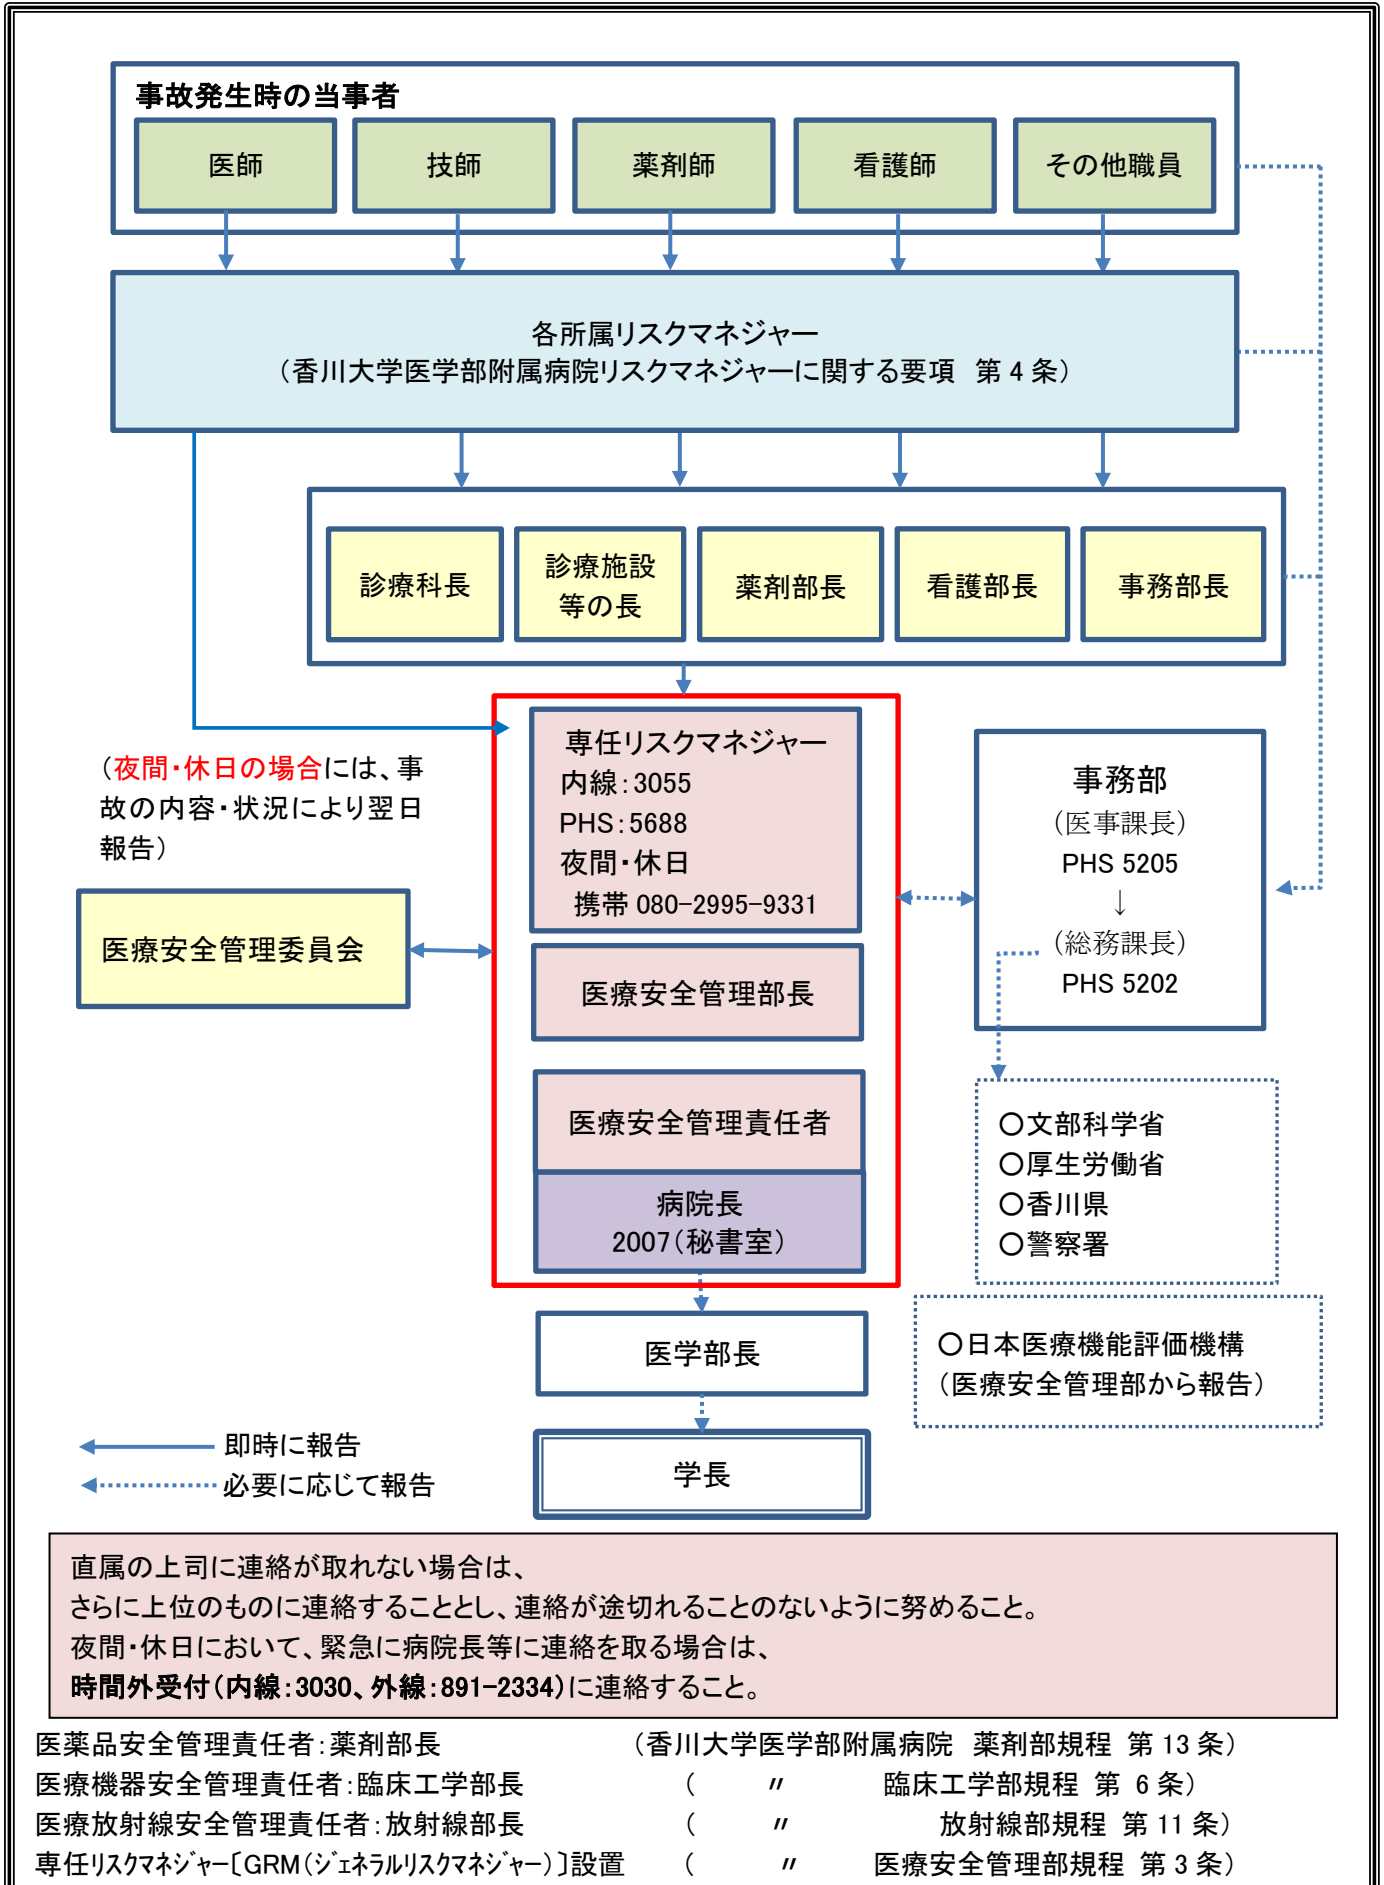 事故発生時の当事者
医師
技師
薬剤師
看護師
その他職員
各所属リスクマネジャー
（香川大学医学部附属病院リスクマネジャーに関する要項　第４条）
診療科長
診療施設
等の長
薬剤部長
看護部長
事務部長
専任リスクマネジャー
内線：3055
PHS：5688
夜間・休日
携帯 080-2995-9331
（夜間・休日の場合には、事
故の内容・状況により翌日
報告）
医療安全管理委員会
医療安全管理部長
医療安全管理責任者
病院長
2007（秘書室）
事務部
（医事課長）
PHS 5205
↓
（総務課長）
PHS 5202
○文部科学省
○厚生労働省
○香川県
○警察署
医学部長
○日本医療機能評価機構
（医療安全管理部から報告）
学長
即時に報告
必要に応じて報告
直属の上司に連絡が取れない場合は、
さらに上位のものに連絡することとし、連絡が途切れることのないように努めること。
夜間・休日において、緊急に病院長等に連絡を取る場合は、
時間外受付（内線：3030、外線：891-2334）に連絡すること。
医薬品安全管理責任者：薬剤部長　（香川大学医学部附属病院　薬剤部規程　第 13 条）
医療機器安全管理責任者：臨床工学部長　（　〃　臨床工学部規程　第 6 条）
医療放射線安全管理責任者：放射線部長　（　〃　放射線部規程　第 11 条）
専任ﾘｽｸﾏﾈｼﾞｬｰ〔GRM（ｼﾞｪﾈﾗﾙﾘｽｸﾏﾈｼﾞｬｰ）〕設置　（　〃　医療安全管理部規程　第 3 条）